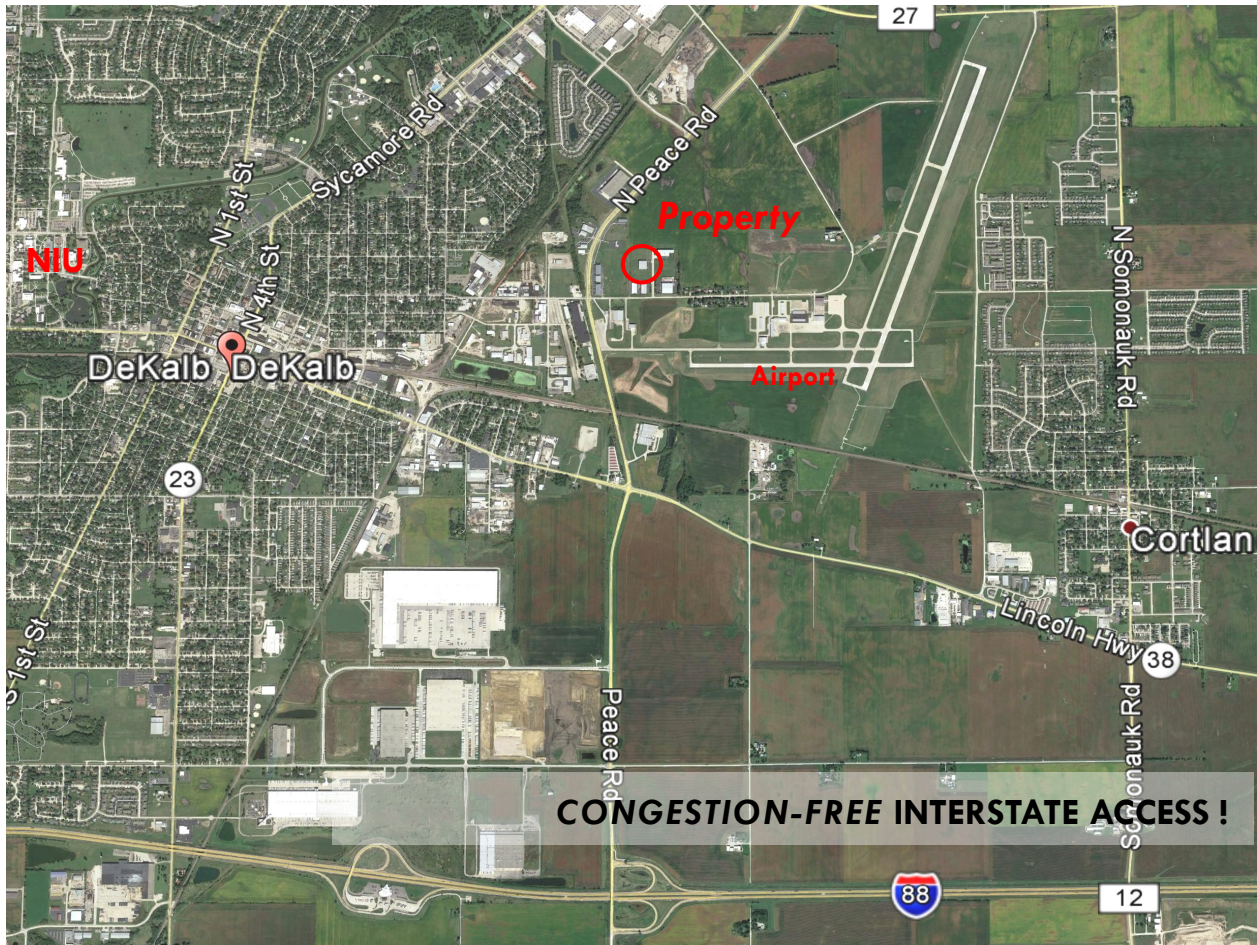 27
Sycamore Rd
N 1st St
N Peace Rd
Property
NIU
N 4th St
N Somonauk Rd
DeKalb
DeKalb
Airport
23
Cortlan
Lincoln Hwy
38
S 1st St
Peace Rd
Somonauk Rd
CONGESTION-FREE INTERSTATE ACCESS !
88
12